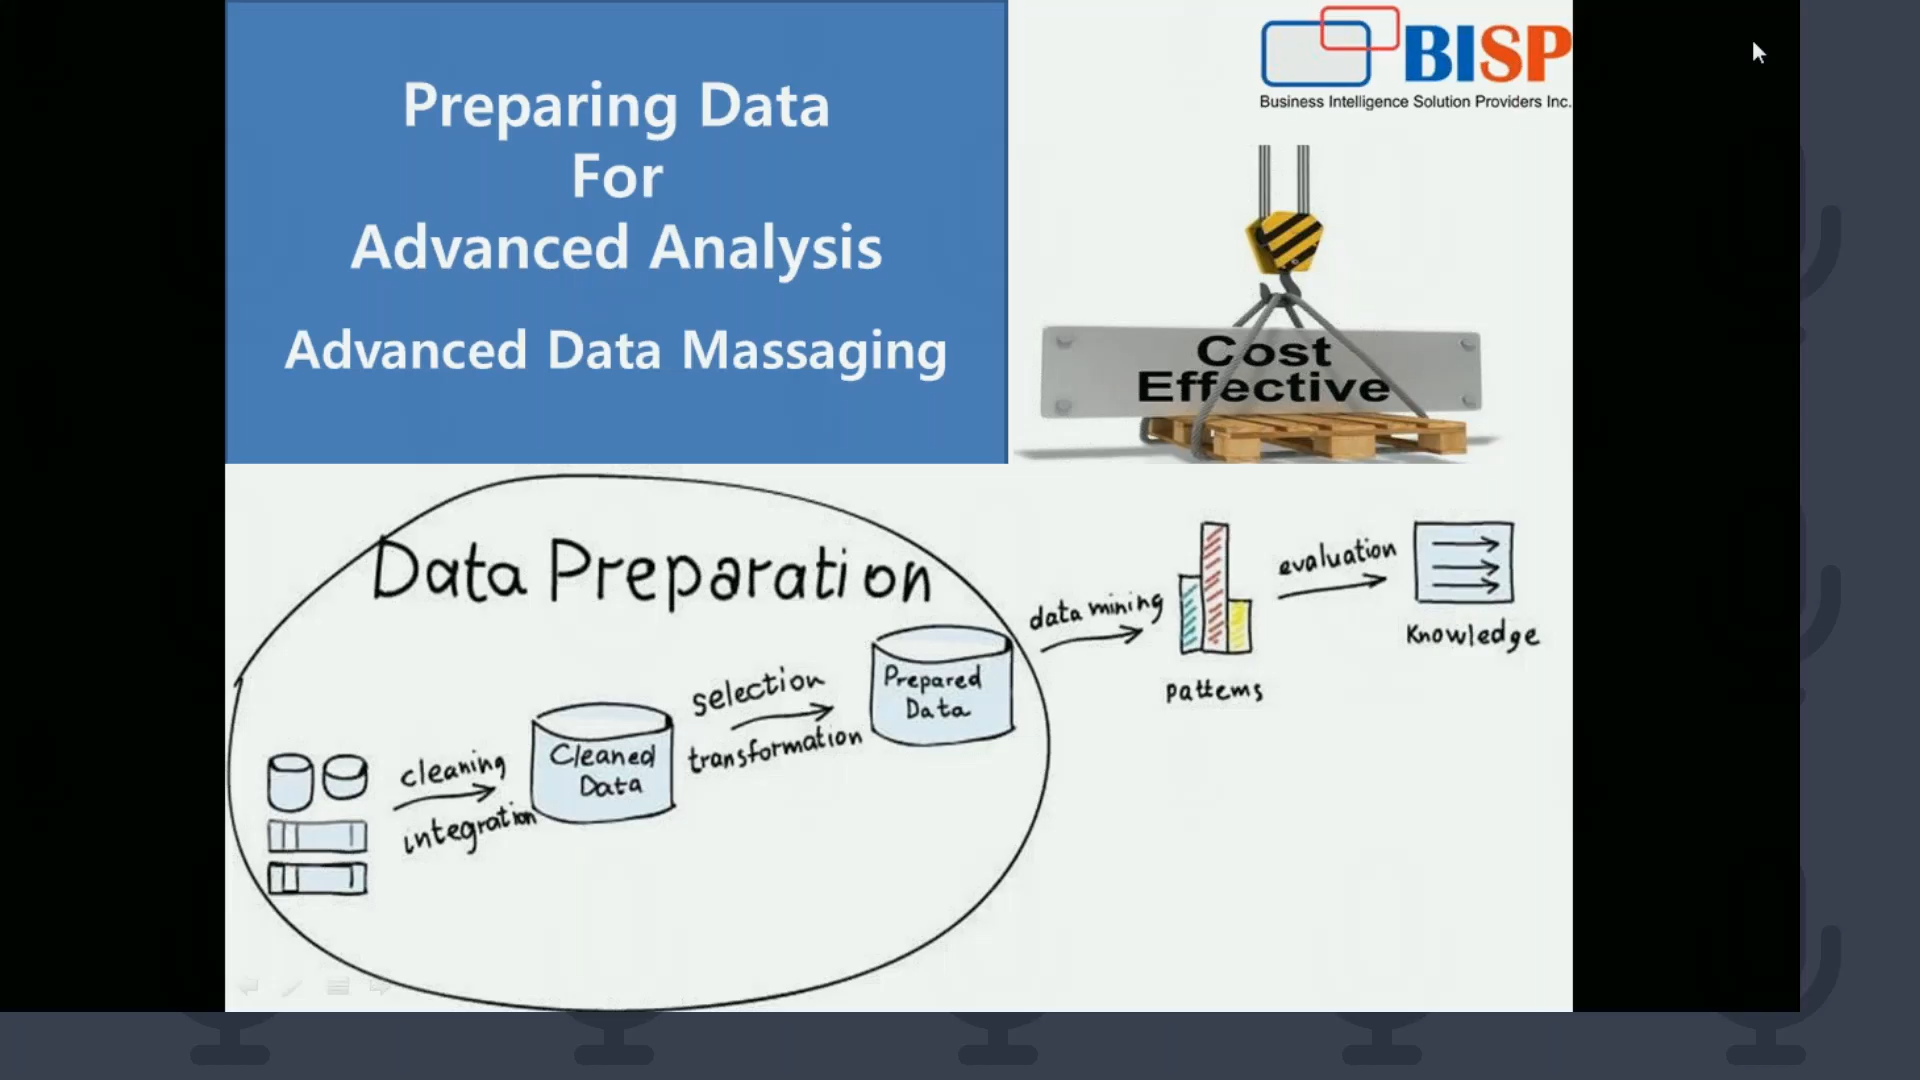 Preparing Data
For
Advanced Analysis
Advanced Data Massaging
BISP
Business Intelligence Solution Providers Inc.
Cost
Effective
Data Preparation
cleaning
integration
Cleaned
Data
selection
transformation
Prepared
Data
data mining
patterns
evaluation
Knowledge